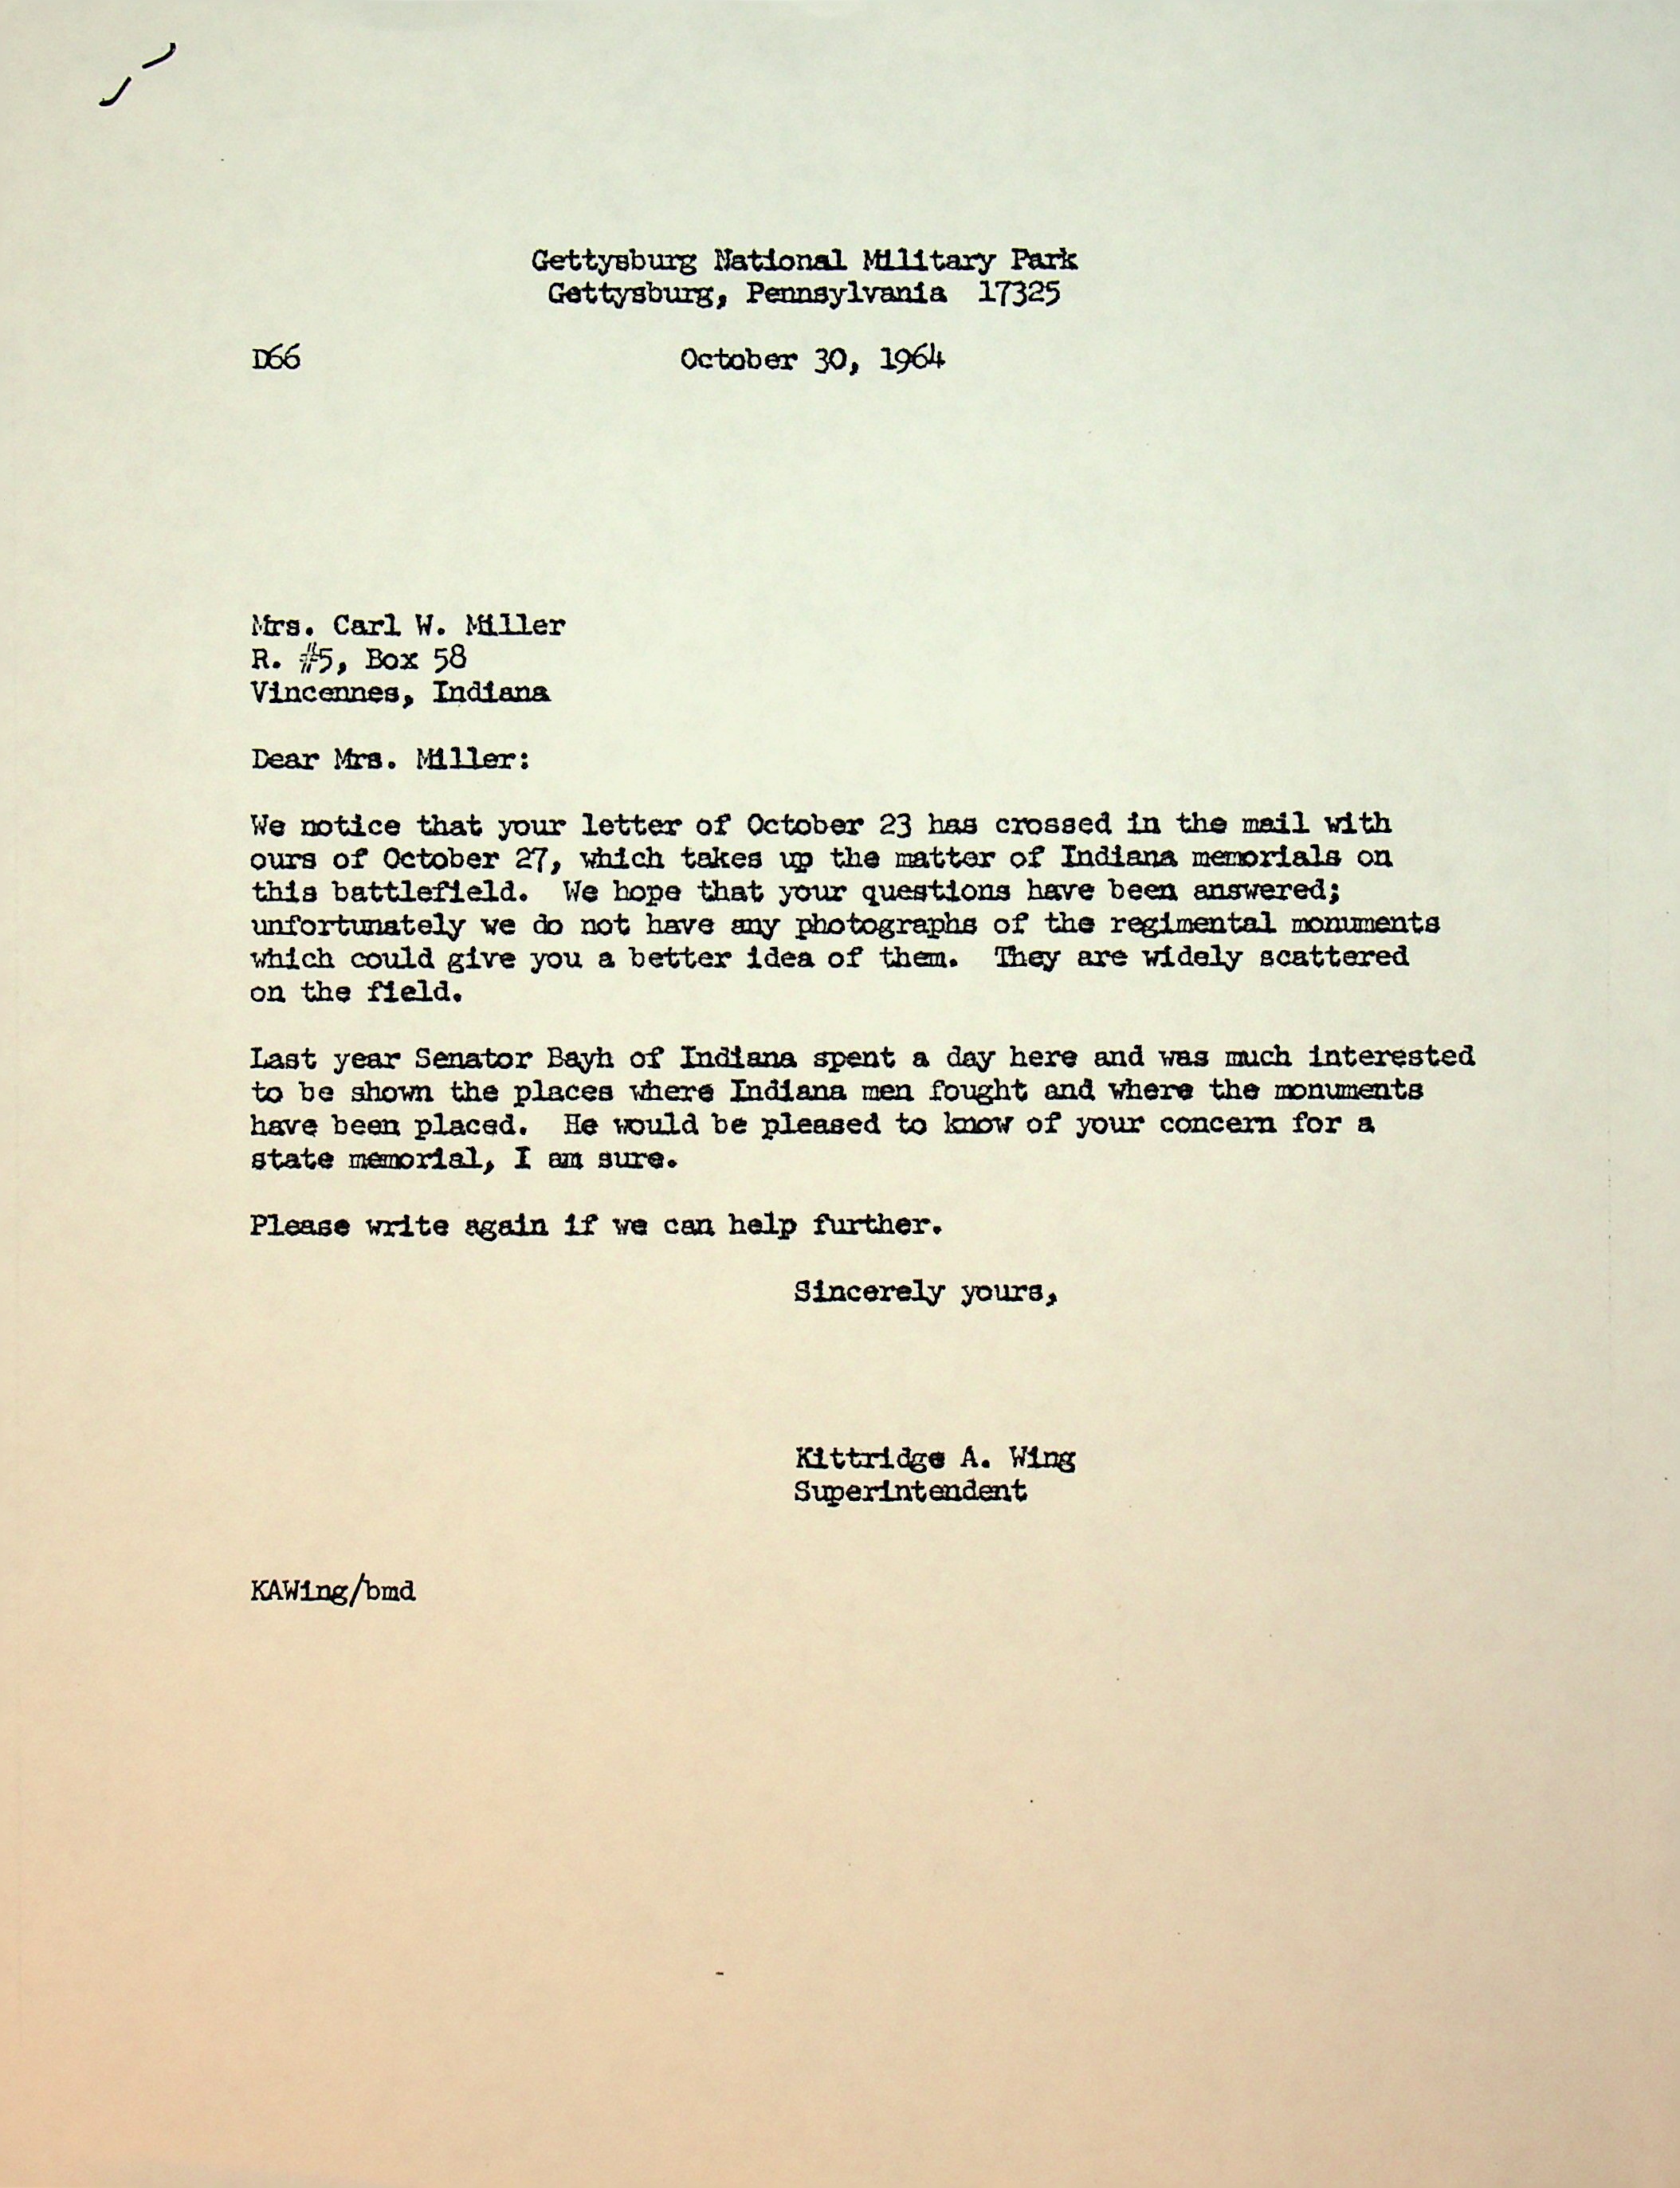 Gettysburg National Military Park
Gettysburg, Pennsylvania 17325
D66 October 30, 1964
Mrs. Carl W. Miller
R. #5, Box 58
Vincennes, Indiana
Dear Mrs. Miller:
We notice that your letter of October 23 has crossed in the mail with
ours of October 27, which takes up the matter of Indiana memorials on
this battlefield. We hope that your questions have been answered;
unfortunately we do not have any photographs of the regimental monuments
which could give you a better idea of them. They are widely scattered
on the field.
Last year Senator Bayh of Indiana spent a day here and was much interested
to be shown the places where Indiana men fought and where the monuments
have been placed. He would be pleased to know of your concern for a
state memorial, I am sure.
Please write again if we can help further.
Sincerely yours,
Kittridge A. Wing
Superintendent
KAWing/bmd